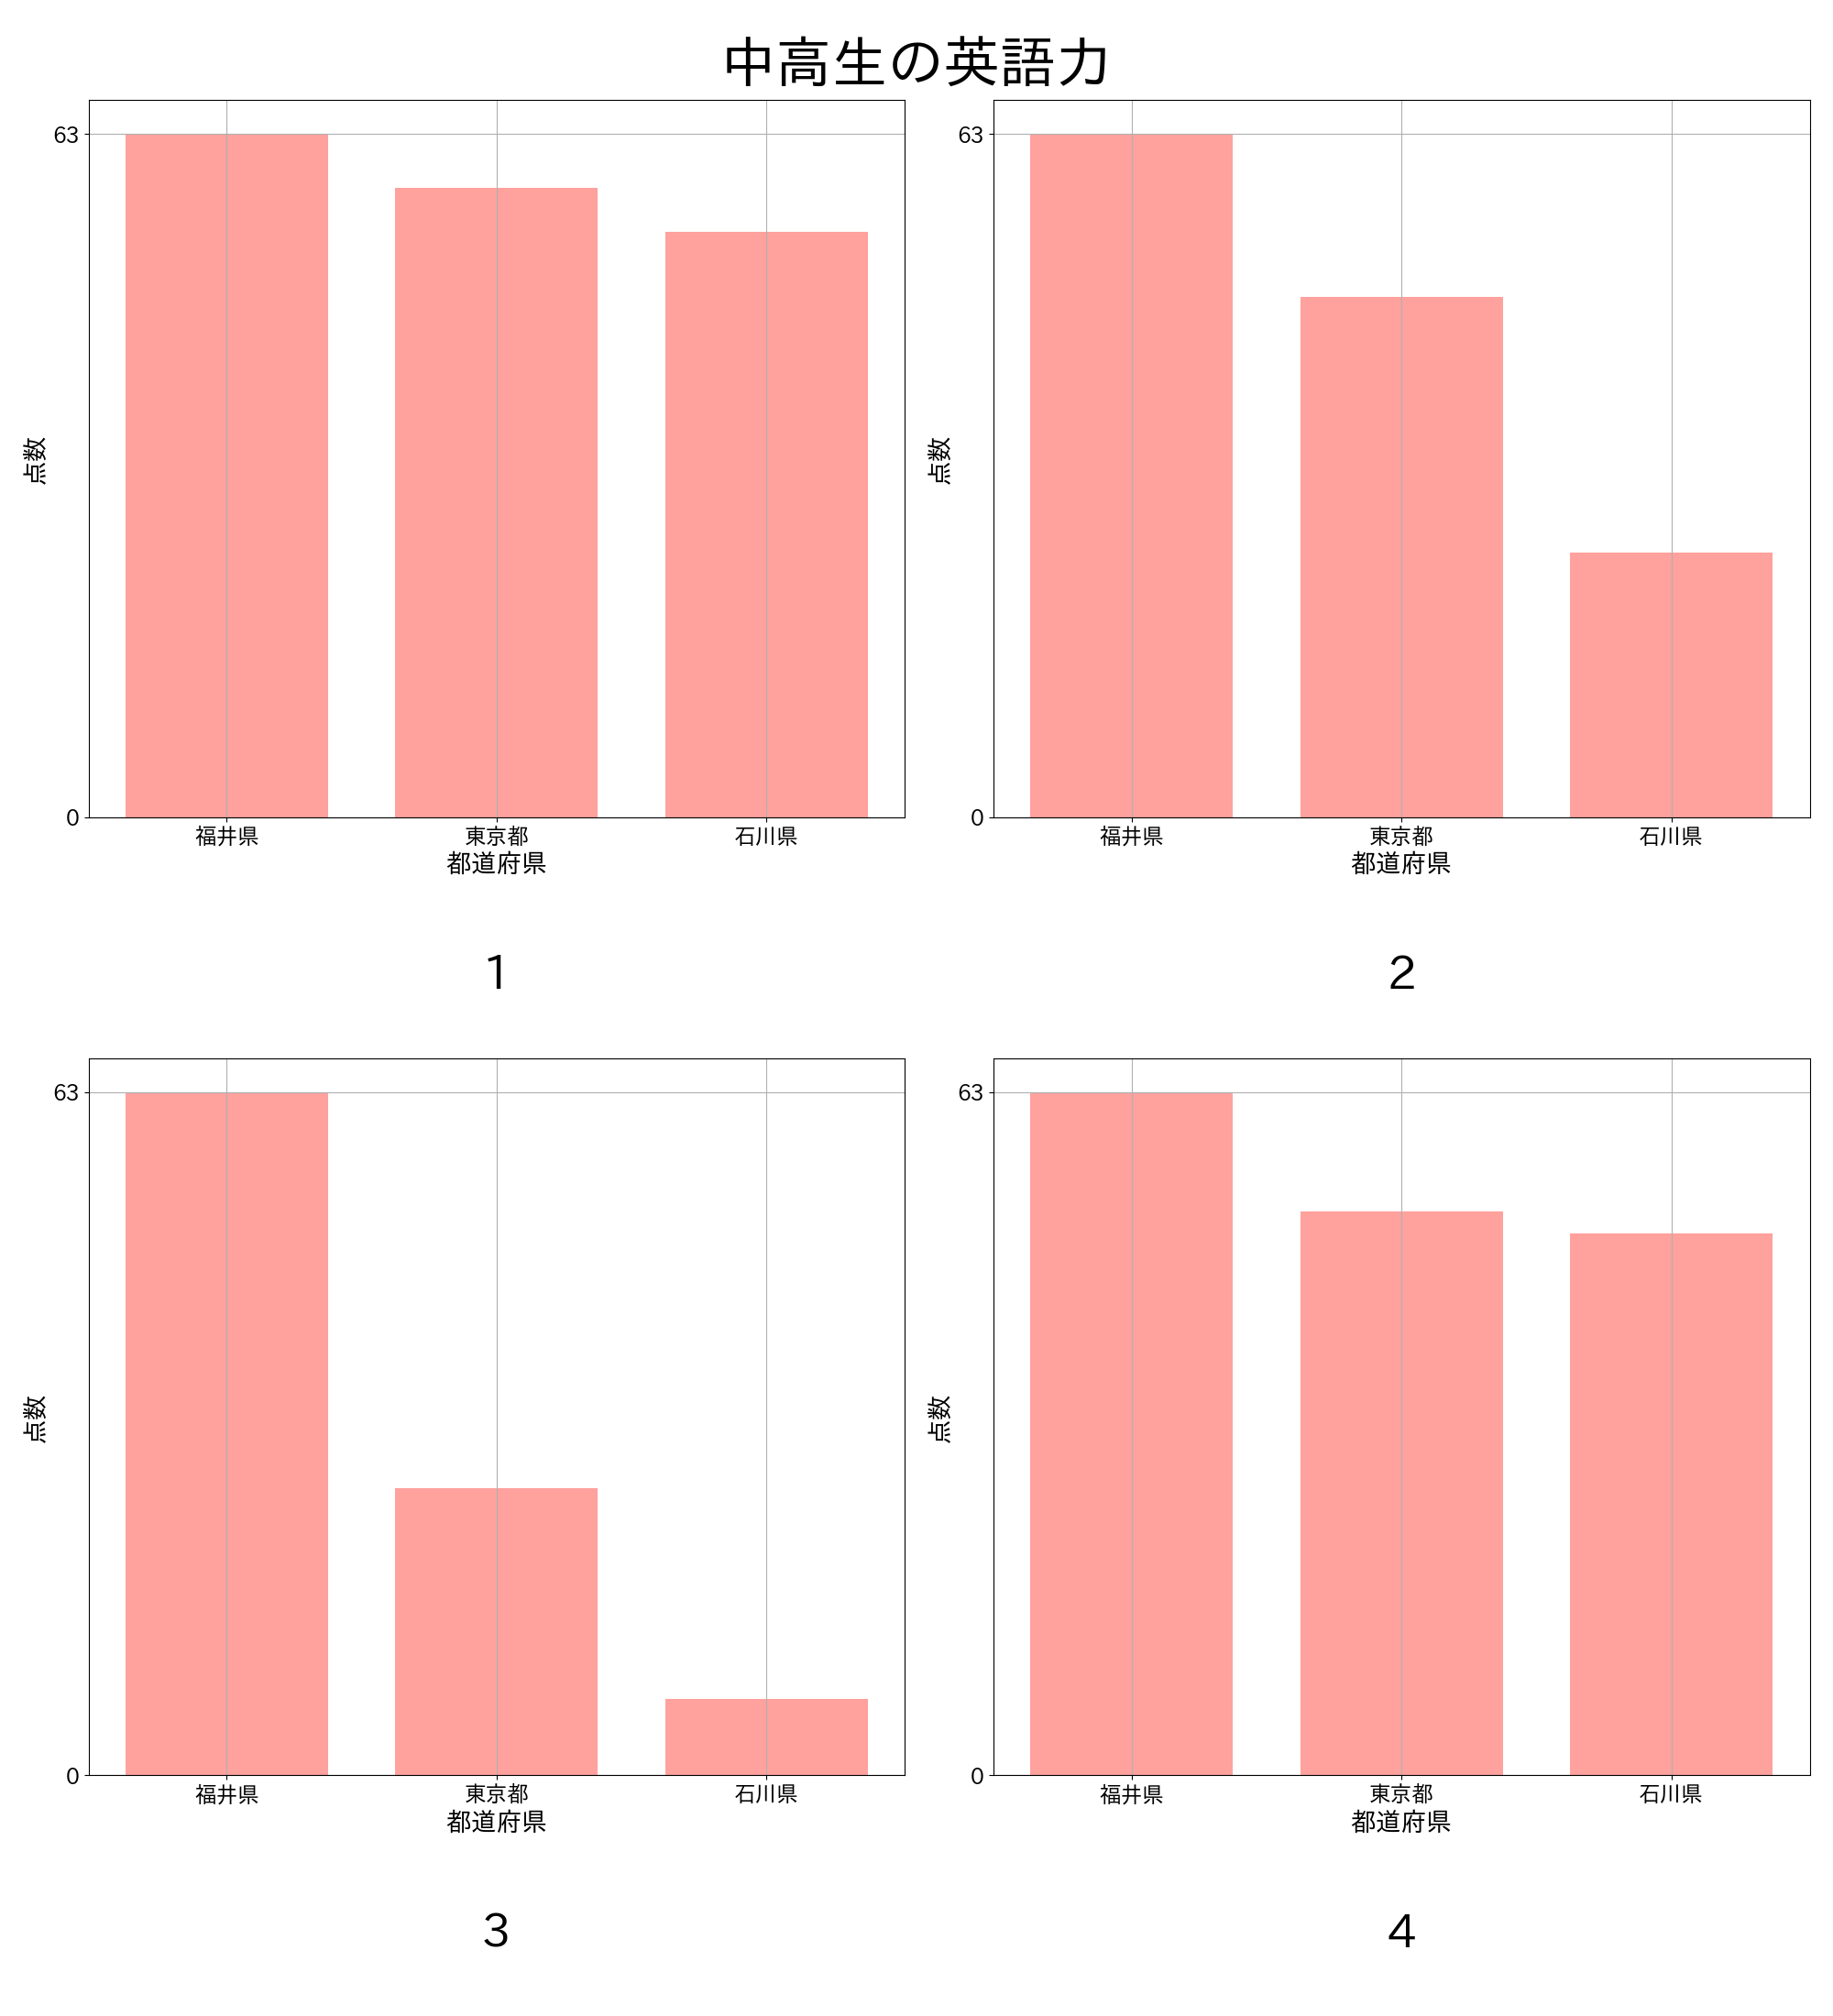 中高生の英語力
63
0
点数
福井県 東京都 石川県
都道府県
1
63
0
点数
福井県 東京都 石川県
都道府県
2
63
0
点数
福井県 東京都 石川県
都道府県
3
63
0
点数
福井県 東京都 石川県
都道府県
4